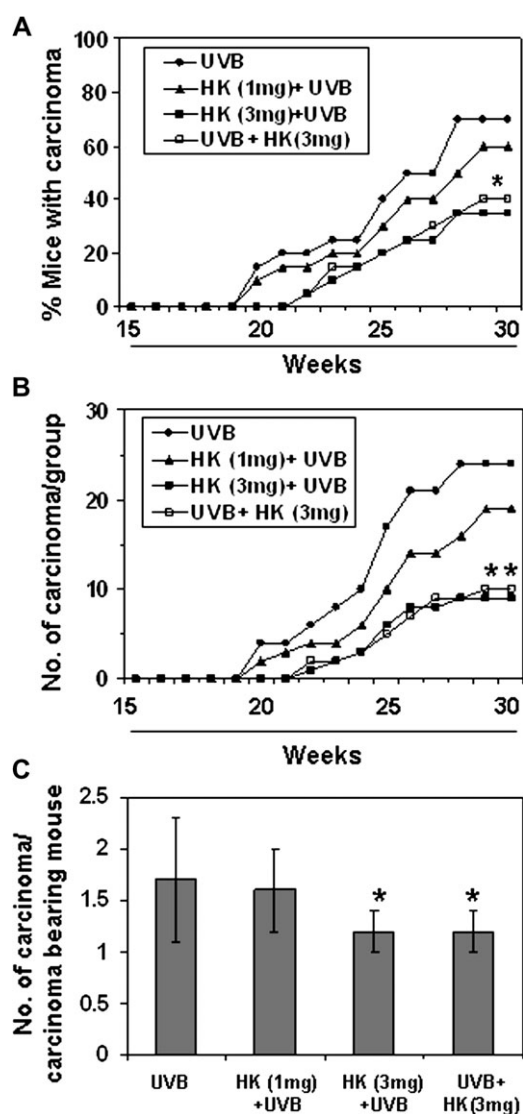 A
% Mice with carcinoma
100
80
60
40
20
0
UVB
HK (1mg)+ UVB
HK (3mg)+UVB
UVB+HK(3mg)
*
15 20 25 30
Weeks
B
No. of carcinoma/group
30
20
10
0
UVB
HK (1mg)+ UVB
HK (3mg)+ UVB
UVB+HK (3mg)
**
15 20 25 30
Weeks
C
No. of carcinoma/
carcinoma bearing mouse
2.5
2
1.5
1
0.5
0
* *
UVB HK (1mg) HK (3mg) UVB+
+UVB +UVB HK(3mg)